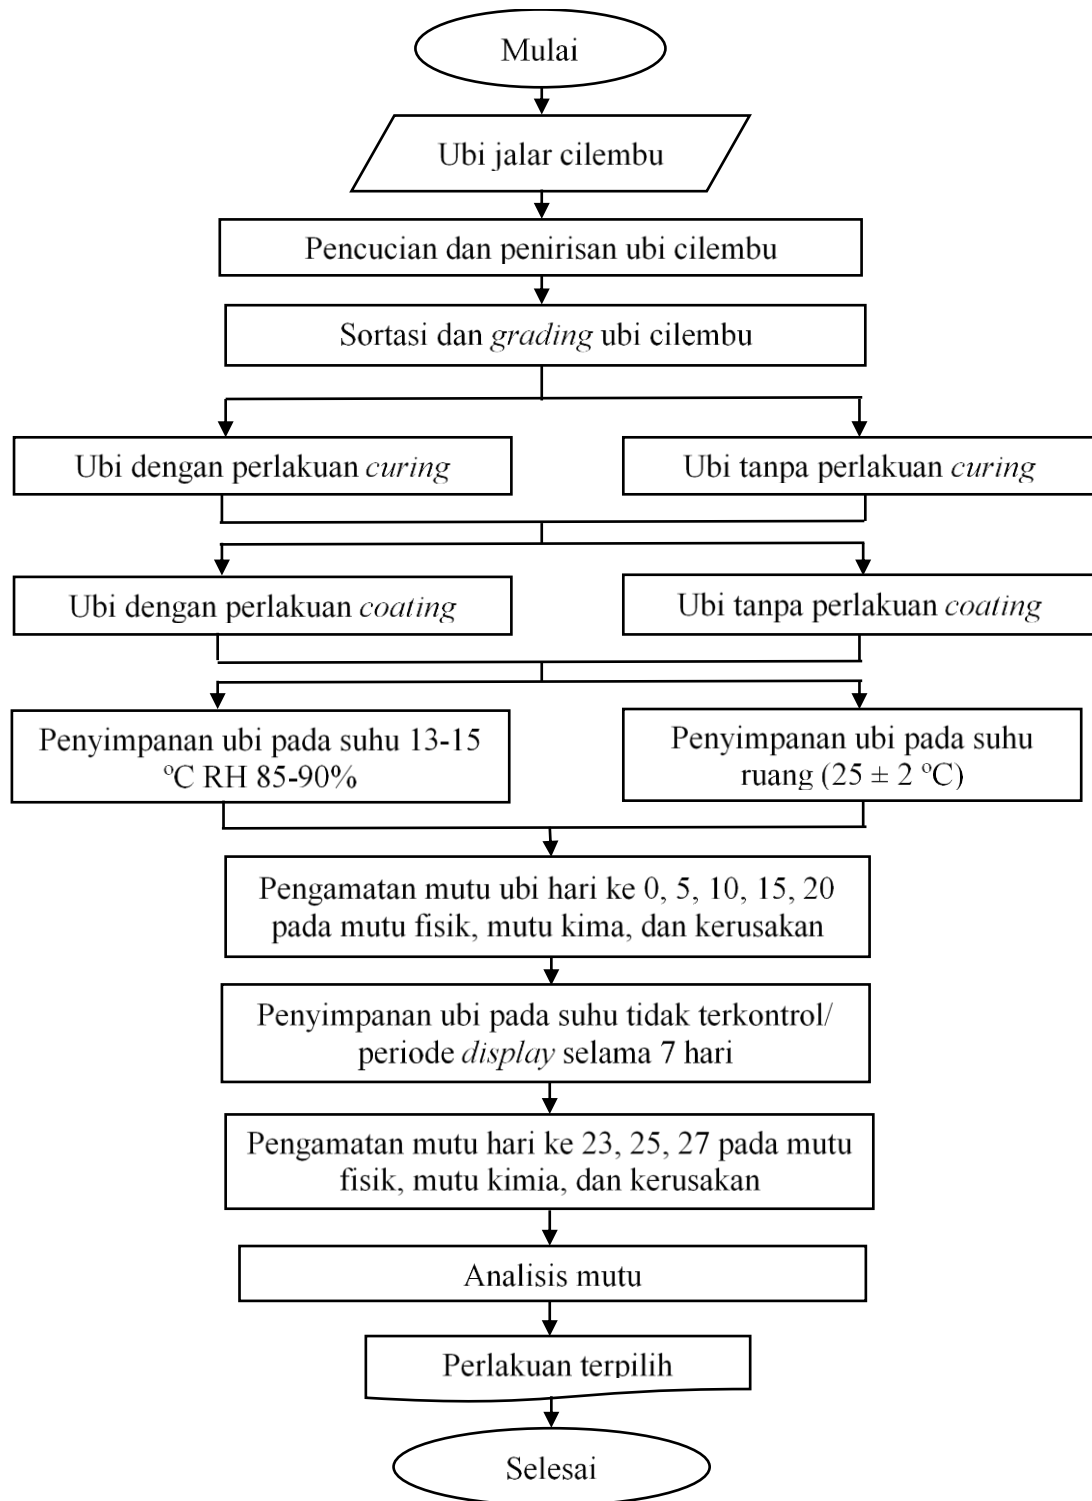 Mulai
Ubi jalar cilembu
Pencucian dan penirisan ubi cilembu
Sortasi dan grading ubi cilembu
Ubi dengan perlakuan curing
Ubi tanpa perlakuan curing
Ubi dengan perlakuan coating
Ubi tanpa perlakuan coating
Penyimpanan ubi pada suhu 13-15
ºC RH 85-90%
Penyimpanan ubi pada suhu
ruang (25 ± 2 ºC)
Pengamatan mutu ubi hari ke 0, 5, 10, 15, 20
pada mutu fisik, mutu kima, dan kerusakan
Penyimpanan ubi pada suhu tidak terkontrol/
periode display selama 7 hari
Pengamatan mutu hari ke 23, 25, 27 pada mutu
fisik, mutu kimia, dan kerusakan
Analisis mutu
Perlakuan terpilih
Selesai